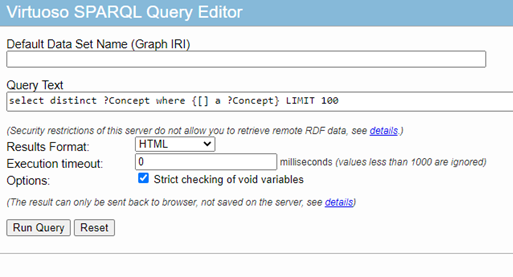 Virtuoso SPARQL Query Editor
Default Data Set Name (Graph IRI)
Query Text
select distinct ?Concept where {[] a ?Concept} LIMIT 100
(Security restrictions of this server do not allow you to retrieve remote RDF data, see details.)
Results Format: HTML
Execution timeout: 0 milliseconds (values less than 1000 are ignored)
Options: Strict checking of void variables
(The result can only be sent back to browser, not saved on the server, see details)
Run Query Reset